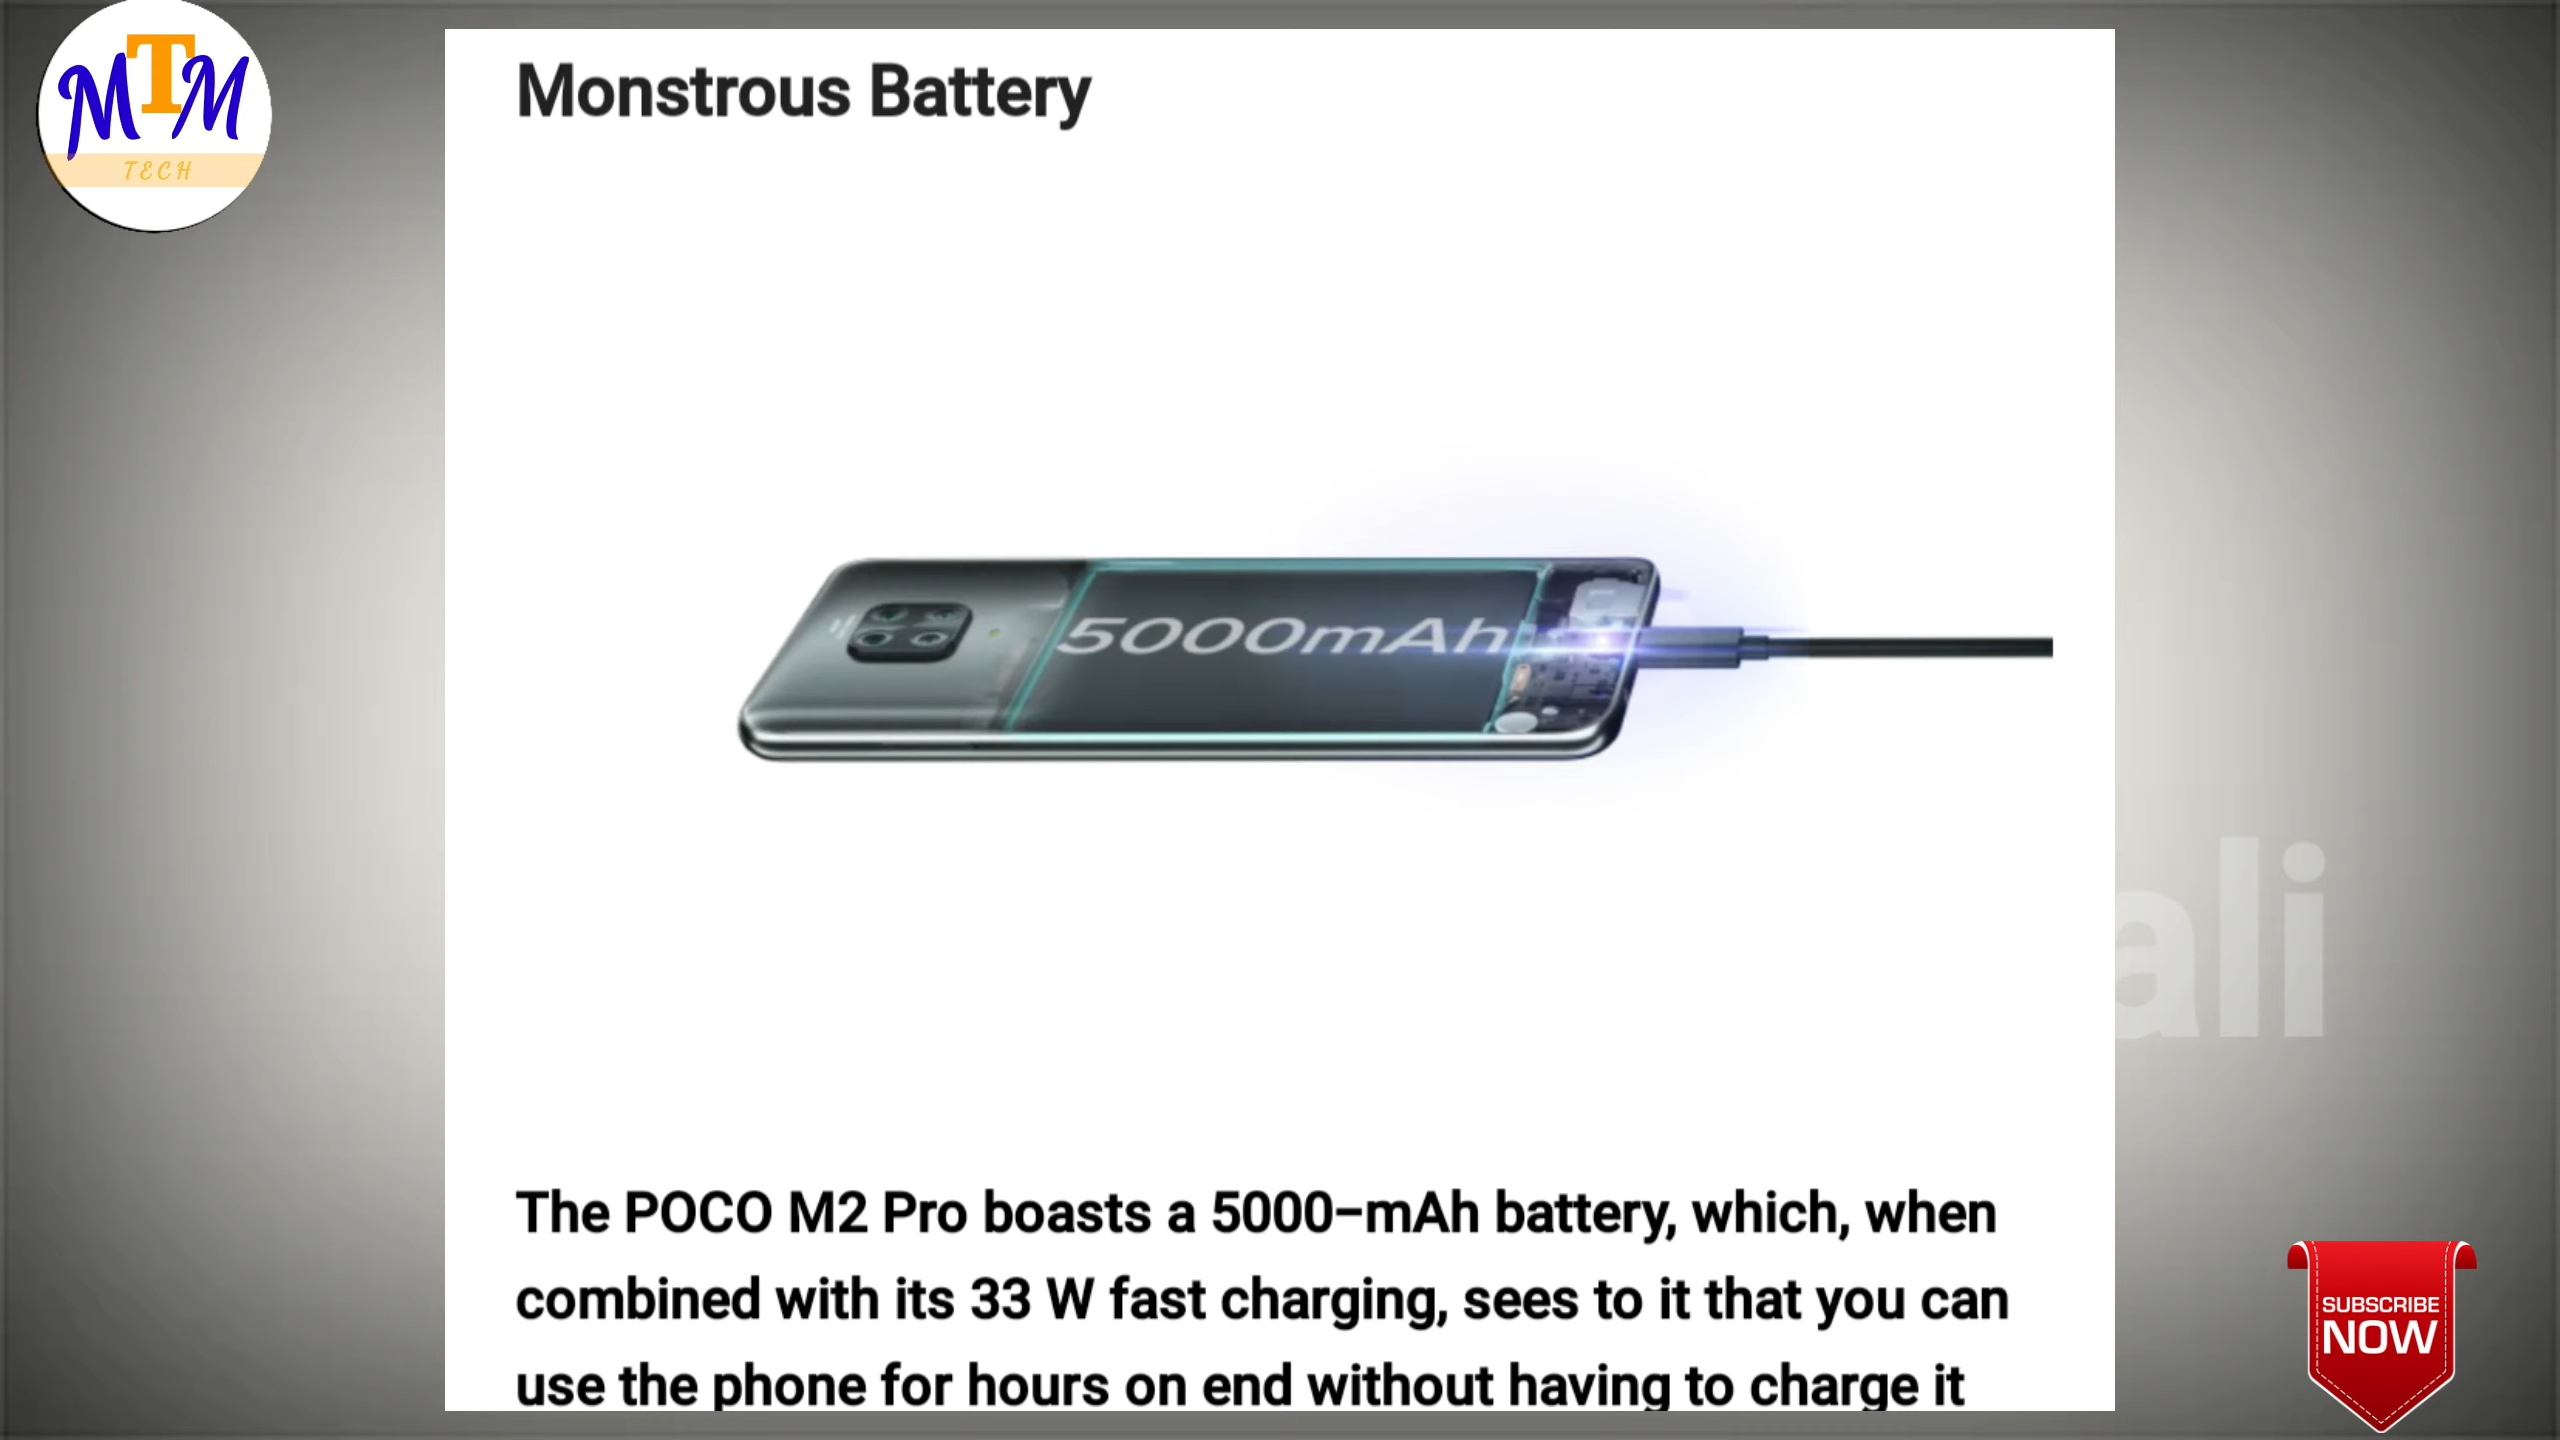 MTM
TECH
Monstrous Battery
5000mAh
ali
The POCO M2 Pro boasts a 5000-mAh battery, which, when
combined with its 33 W fast charging, sees to it that you can
use the phone for hours on end without having to charge it
SUBSCRIBE
NOW